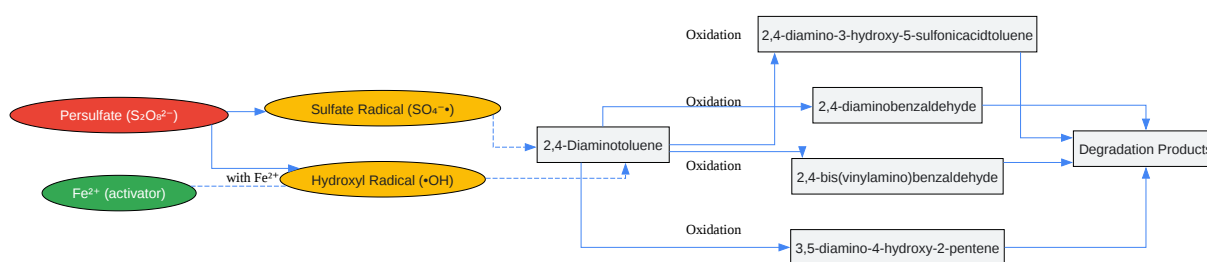 Oxidation
2,4-diamino-3-hydroxy-5-sulfonicacidtoluene
Persulfate (S₂O₈²⁻)
Sulfate Radical (SO₄⁻•)
Oxidation
2,4-diaminobenzaldehyde
2,4-Diaminotoluene
Degradation Products
with Fe²⁺
Hydroxyl Radical (•OH)
Oxidation
2,4-bis(vinylamino)benzaldehyde
Fe²⁺ (activator)
Oxidation
3,5-diamino-4-hydroxy-2-pentene